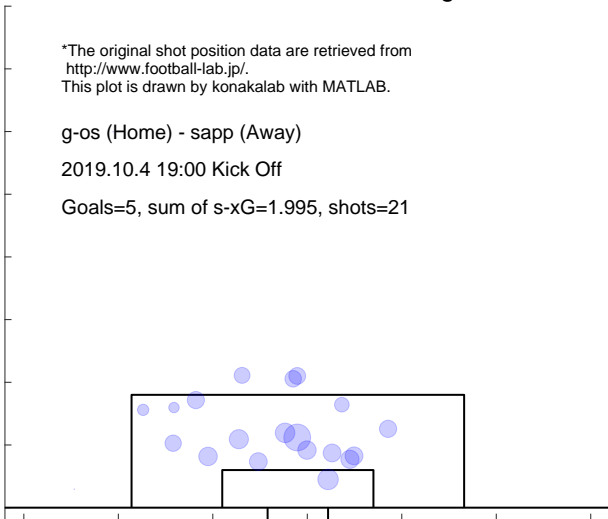 *The original shot position data are retrieved from
http://www.football-lab.jp/.
This plot is drawn by konakalab with MATLAB.
g-os (Home) - sapp (Away)
2019.10.4 19:00 Kick Off
Goals=5, sum of s-xG=1.995, shots=21